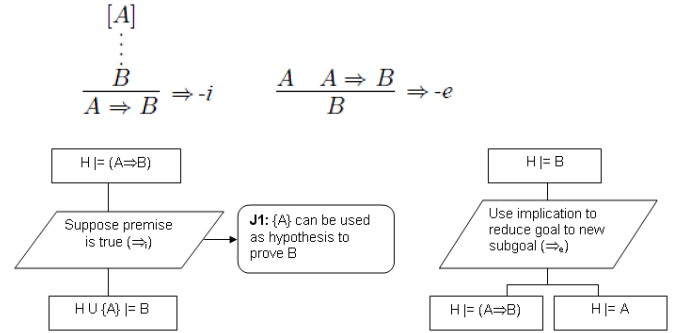 [A]
B
A ⇒ B
⇒-i
A A ⇒ B
B
⇒-e
H |= (A⇒B)
Suppose premise
is true (⇒i)
J1: {A} can be used
as hypothesis to
prove B
H U {A} |= B
H |= B
Use implication to
reduce goal to new
subgoal (⇒e)
H |= (A⇒B)
H |= A